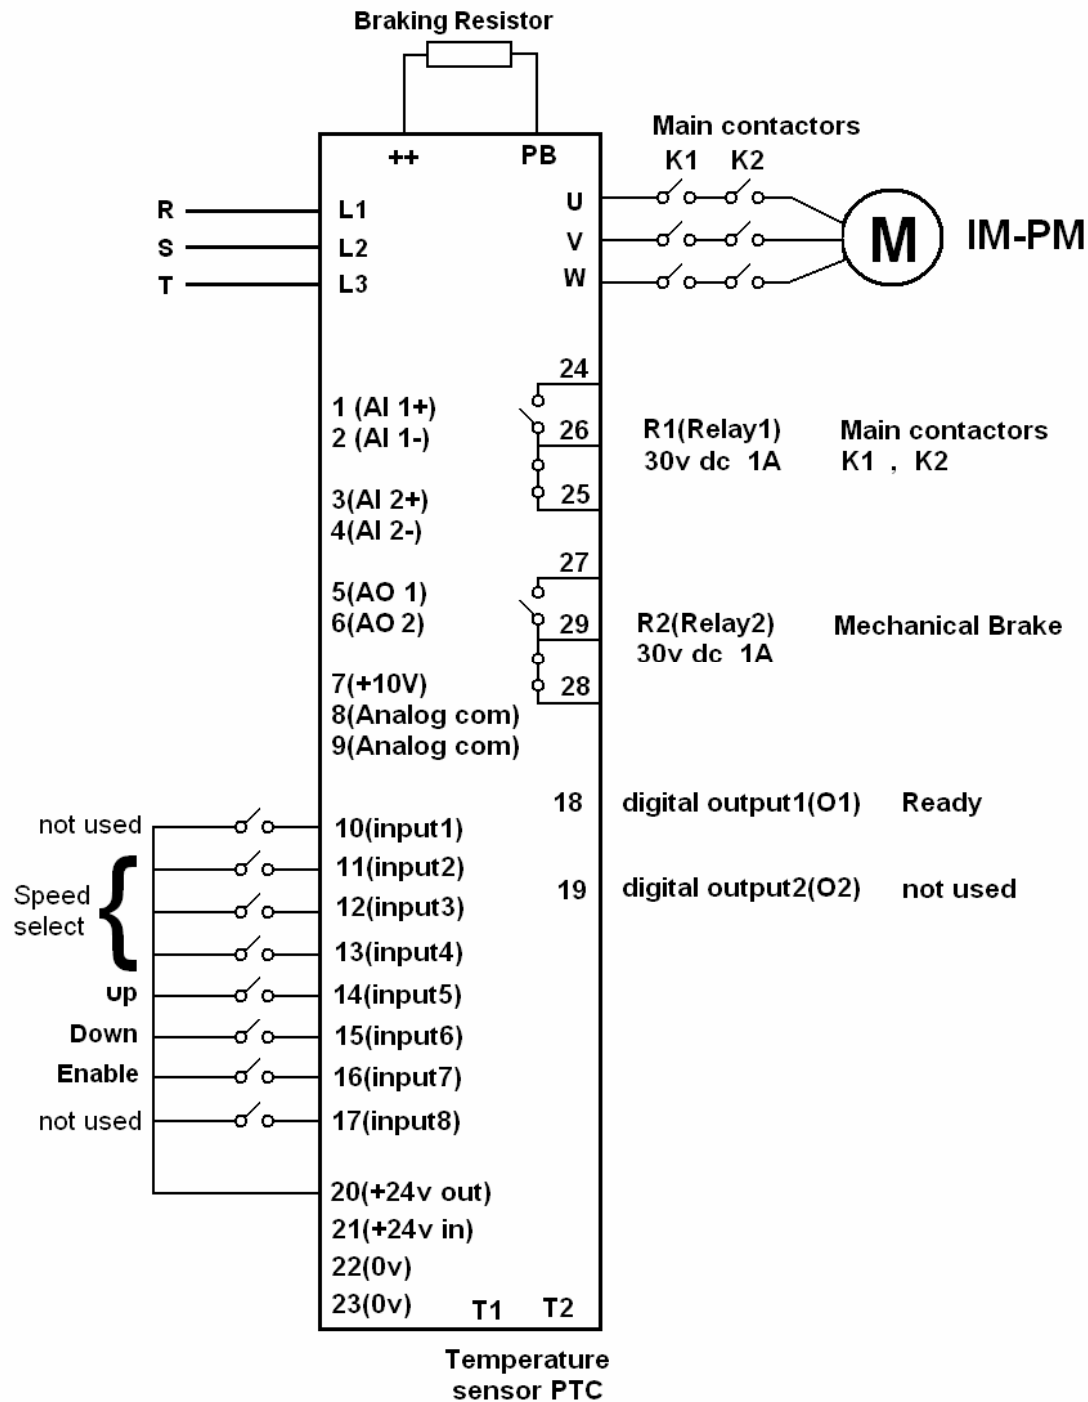 Braking Resistor
++ PB
Main contactors
K1 K2
R L1
S L2
T L3
U
V
W
M IM-PM
1 (AI 1+)
2 (AI 1-)
3(AI 2+)
4(AI 2-)
5(AO 1)
6(AO 2)
7(+10V)
8(Analog com)
9(Analog com)
24
26
25
R1(Relay1) Main contactors
30v dc 1A K1 , K2
27
29
28
R2(Relay2) Mechanical Brake
30v dc 1A
18 digital output1(O1) Ready
19 digital output2(O2) not used
not used 10(input1)
Speed
select
11(input2)
12(input3)
13(input4)
up 14(input5)
Down 15(input6)
Enable 16(input7)
not used 17(input8)
20(+24v out)
21(+24v in)
22(0v)
23(0v)
T1 T2
Temperature
sensor PTC